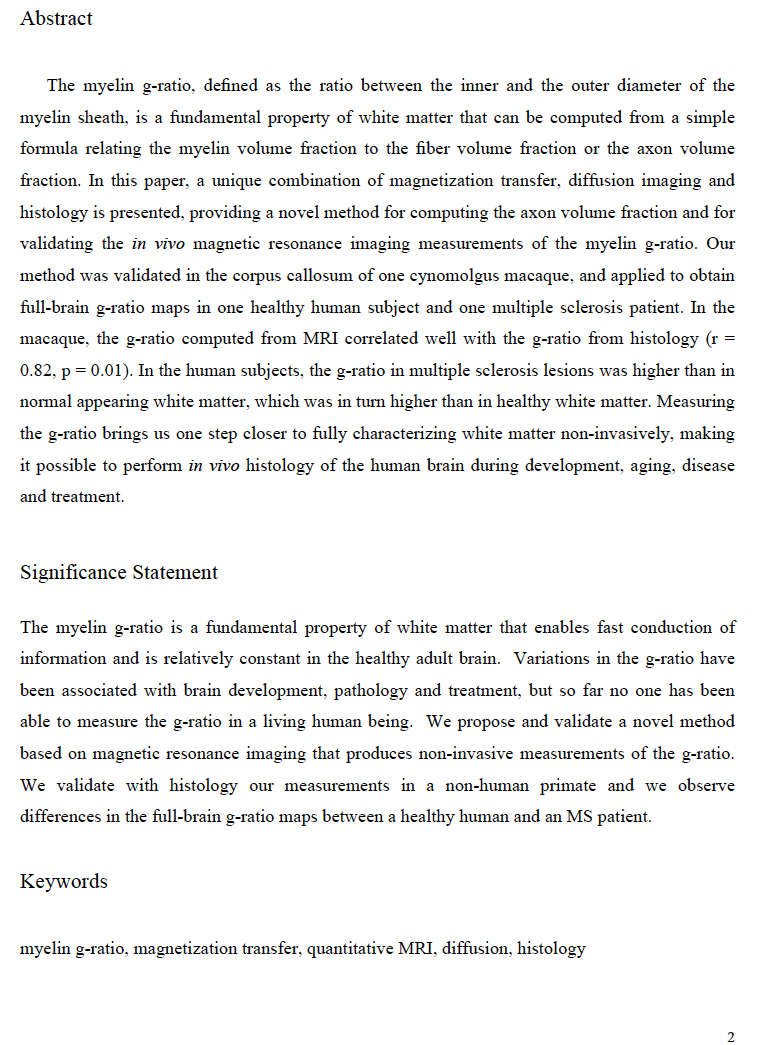 Abstract
The myelin g-ratio, defined as the ratio between the inner and the outer diameter of the
myelin sheath, is a fundamental property of white matter that can be computed from a simple
formula relating the myelin volume fraction to the fiber volume fraction or the axon volume
fraction. In this paper, a unique combination of magnetization transfer, diffusion imaging and
histology is presented, providing a novel method for computing the axon volume fraction and for
validating the in vivo magnetic resonance imaging measurements of the myelin g-ratio. Our
method was validated in the corpus callosum of one cynomolgus macaque, and applied to obtain
full-brain g-ratio maps in one healthy human subject and one multiple sclerosis patient. In the
macaque, the g-ratio computed from MRI correlated well with the g-ratio from histology (r =
0.82, p = 0.01). In the human subjects, the g-ratio in multiple sclerosis lesions was higher than in
normal appearing white matter, which was in turn higher than in healthy white matter. Measuring
the g-ratio brings us one step closer to fully characterizing white matter non-invasively, making
it possible to perform in vivo histology of the human brain during development, aging, disease
and treatment.
Significance Statement
The myelin g-ratio is a fundamental property of white matter that enables fast conduction of
information and is relatively constant in the healthy adult brain. Variations in the g-ratio have
been associated with brain development, pathology and treatment, but so far no one has been
able to measure the g-ratio in a living human being. We propose and validate a novel method
based on magnetic resonance imaging that produces non-invasive measurements of the g-ratio.
We validate with histology our measurements in a non-human primate and we observe
differences in the full-brain g-ratio maps between a healthy human and an MS patient.
Keywords
myelin g-ratio, magnetization transfer, quantitative MRI, diffusion, histology
2